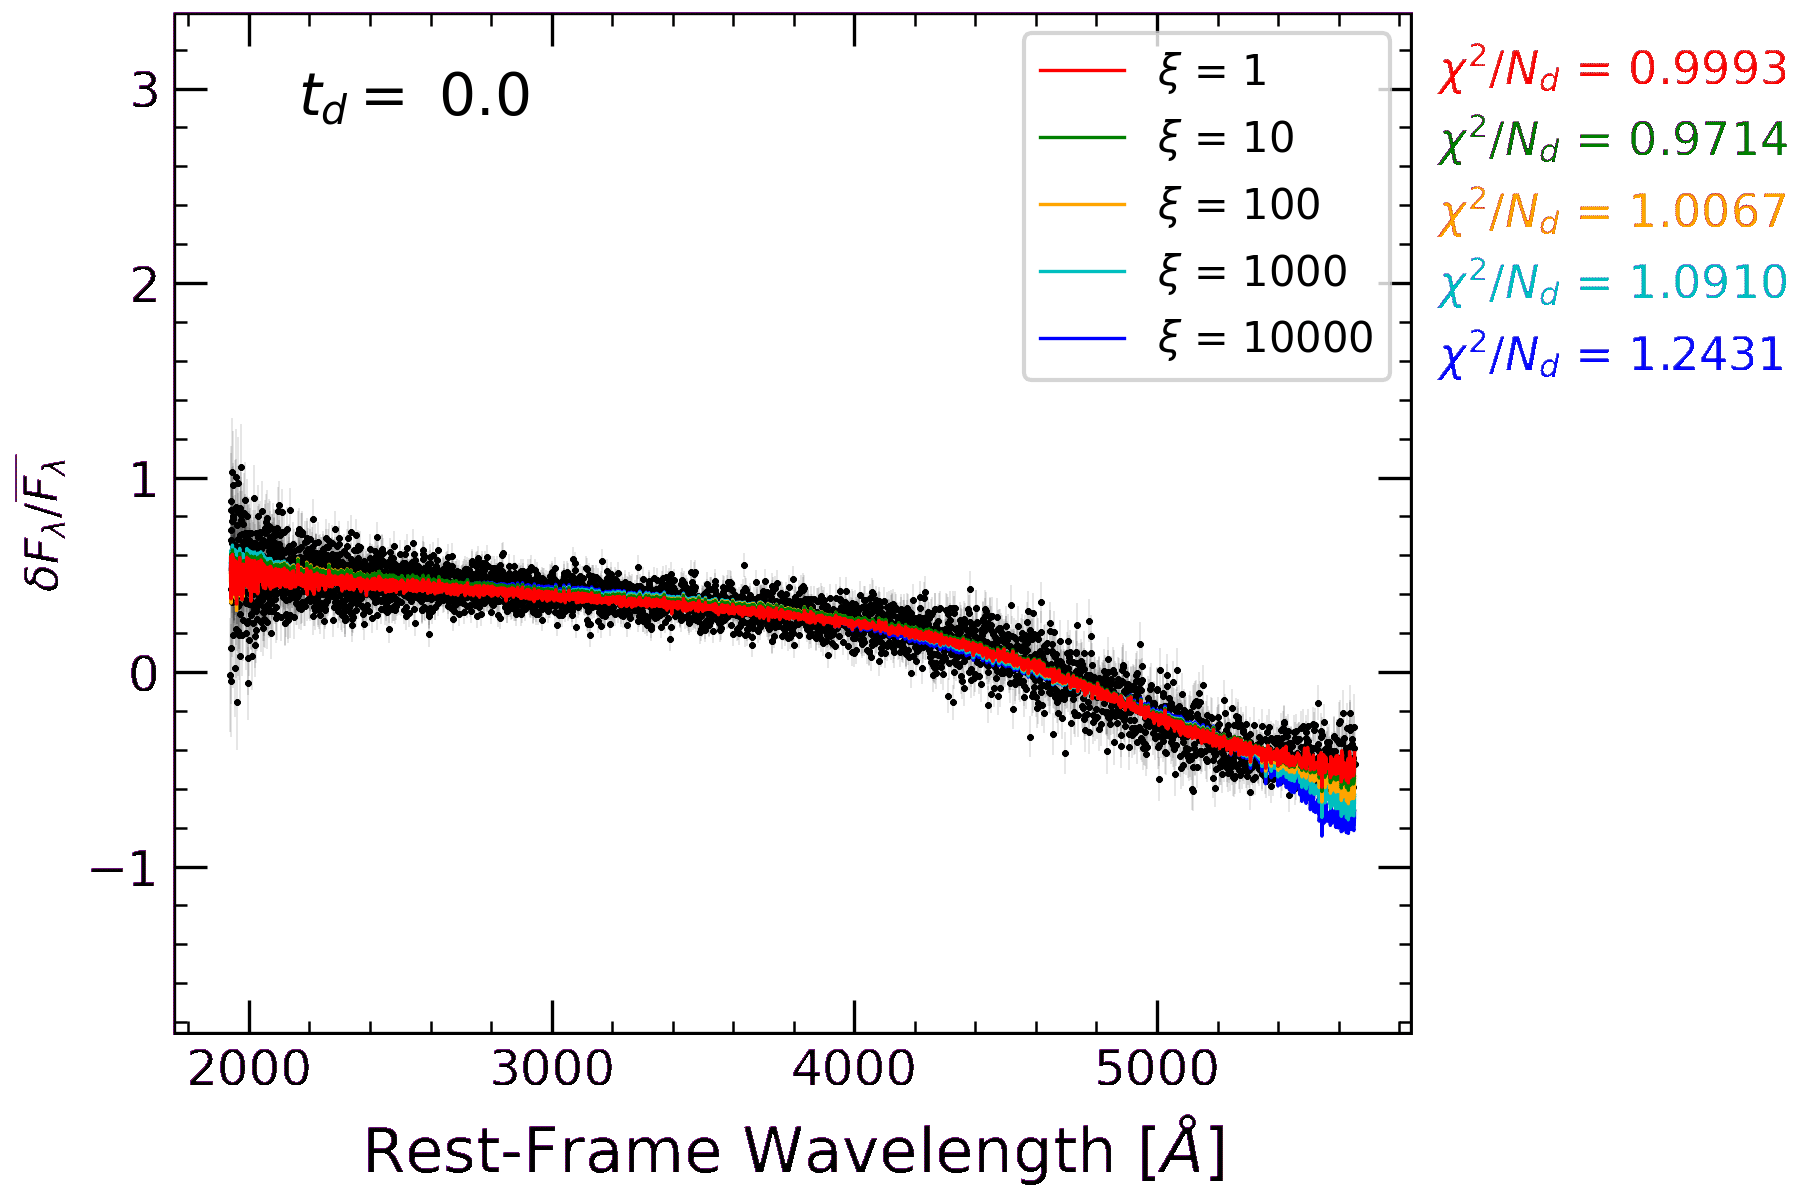 t_d = 0.0
ξ = 1
ξ = 10
ξ = 100
ξ = 1000
ξ = 10000
χ²/N_d = 0.9993
χ²/N_d = 0.9714
χ²/N_d = 1.0067
χ²/N_d = 1.0910
χ²/N_d = 1.2431
3
2
1
0
−1
δF_λ/F̅_λ
2000 3000 4000 5000
Rest-Frame Wavelength [Å]